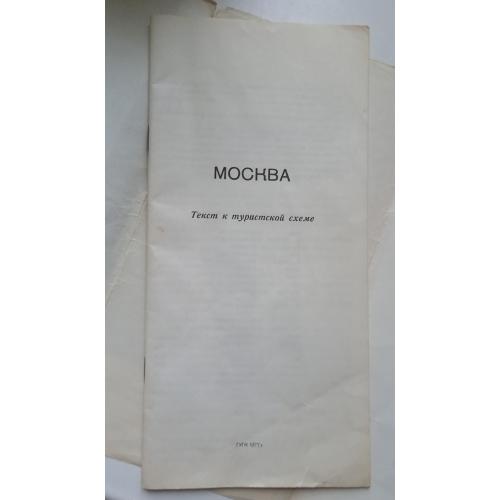 МОСКВА
Текст к туристской схеме